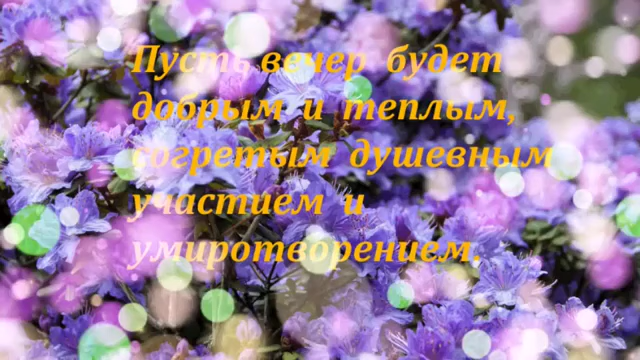 Пусть вечер будет
добрым и теплым,
согретым душевным
участием и
умиротворением.